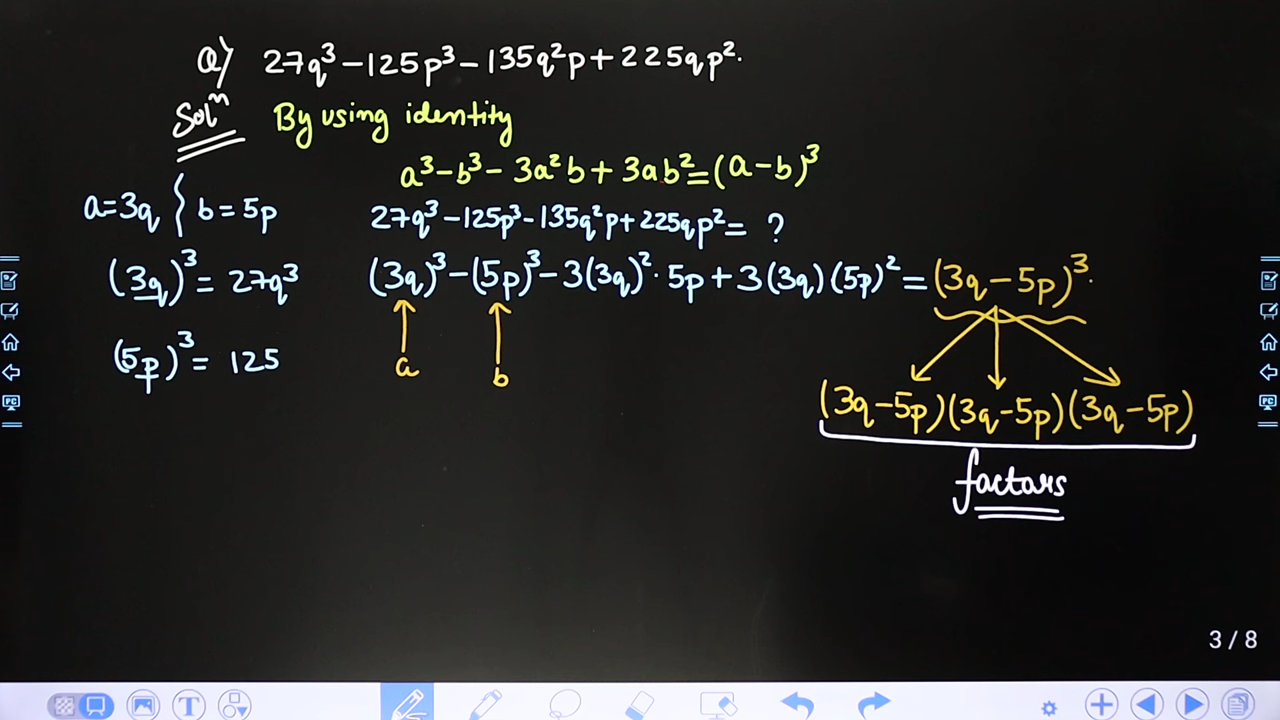 Q) 27q³ – 125p³ – 135q²p + 225qp².
Solⁿ By using identity
a³ – b³ – 3a²b + 3ab² = (a – b)³
a = 3q { b = 5p
27q³ – 125p³ – 135q²p + 225qp² = ?
(3q)³ = 27q³
(3q)³ – (5p)³ – 3(3q)² · 5p + 3(3q)(5p)² = (3q – 5p)³.
(5p)³ = 125
a
b
(3q – 5p)(3q – 5p)(3q – 5p)
factors
3 / 8
PC
PC
T